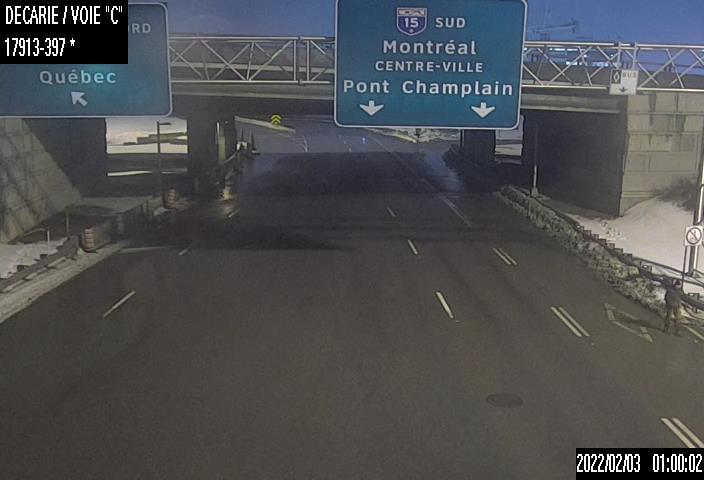 DECARIE / VOIE "C"
17913-397 *
ORD
Québec
15 SUD
Montréal
CENTRE-VILLE
Pont Champlain
BUS
2022/02/03 01:00:02